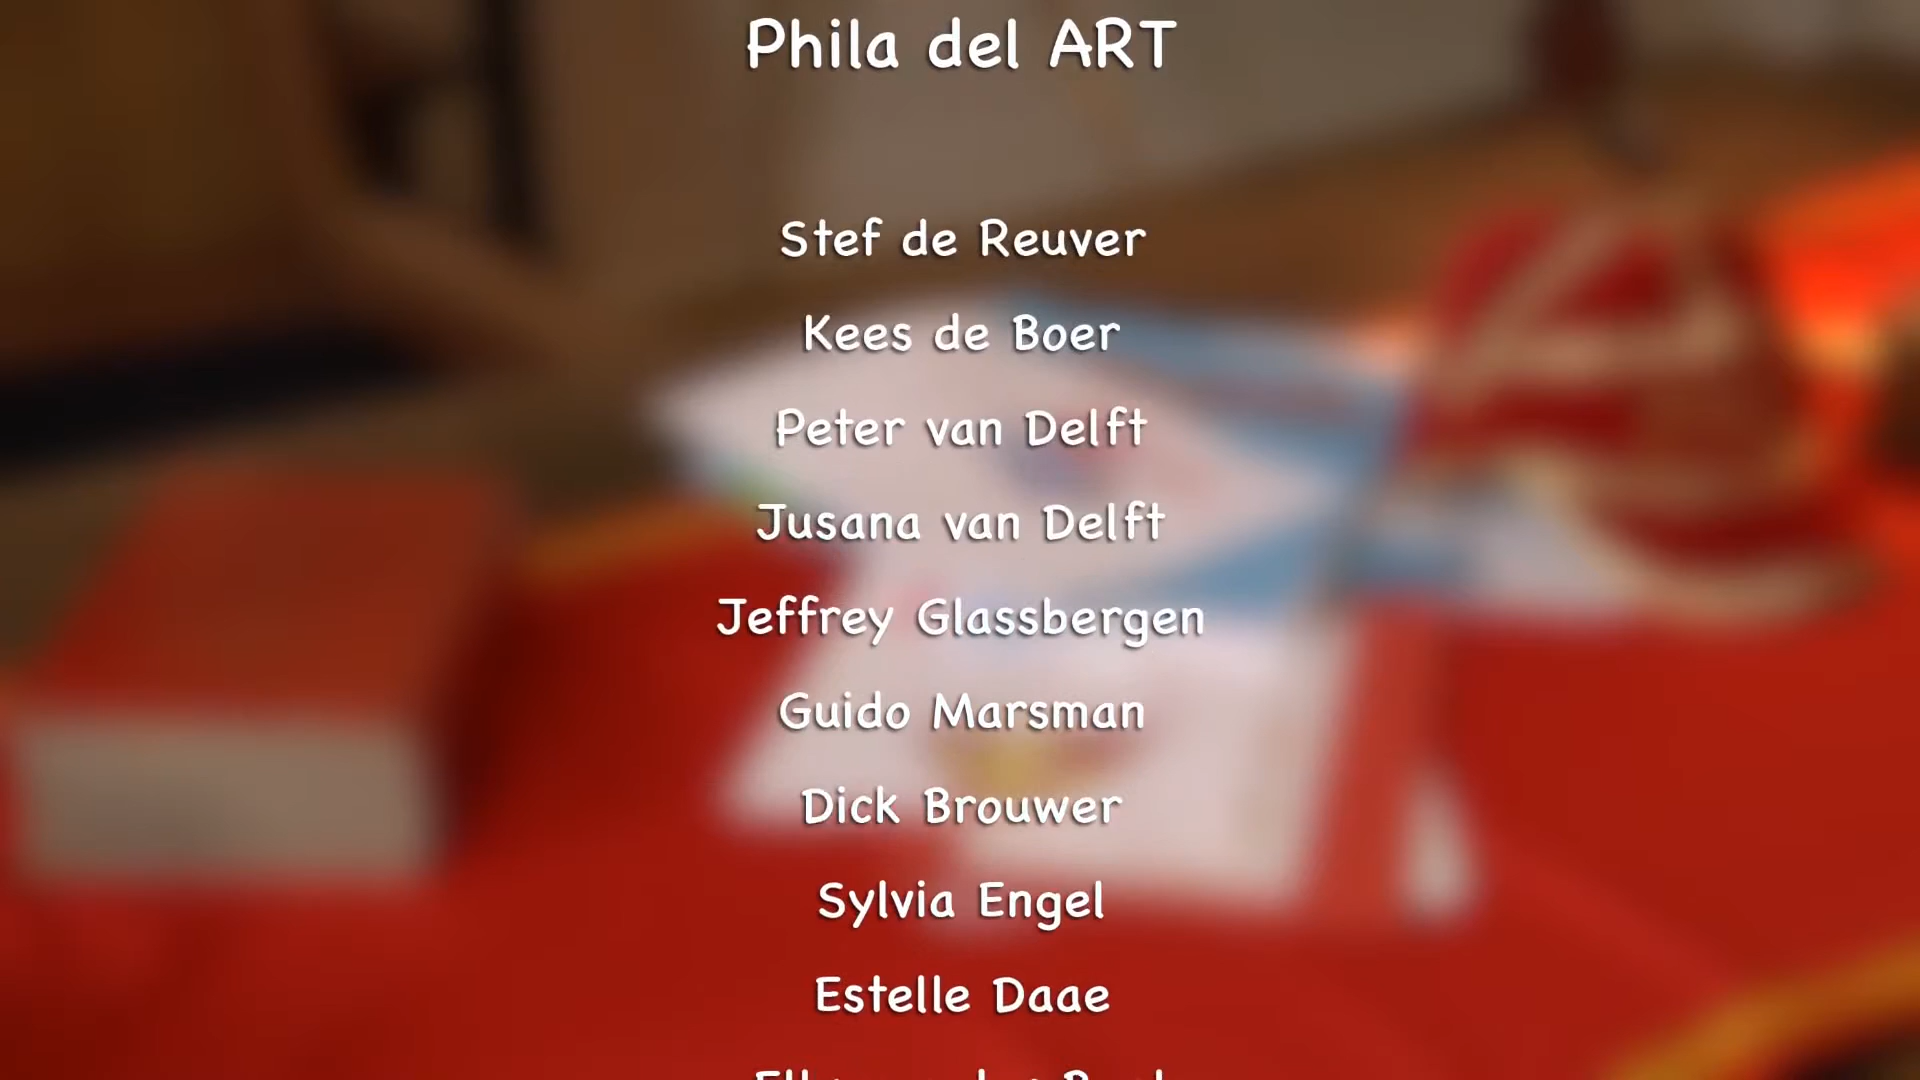 Phila del ART
Stef de Reuver
Kees de Boer
Peter van Delft
Jusana van Delft
Jeffrey Glassbergen
Guido Marsman
Dick Brouwer
Sylvia Engel
Estelle Daae